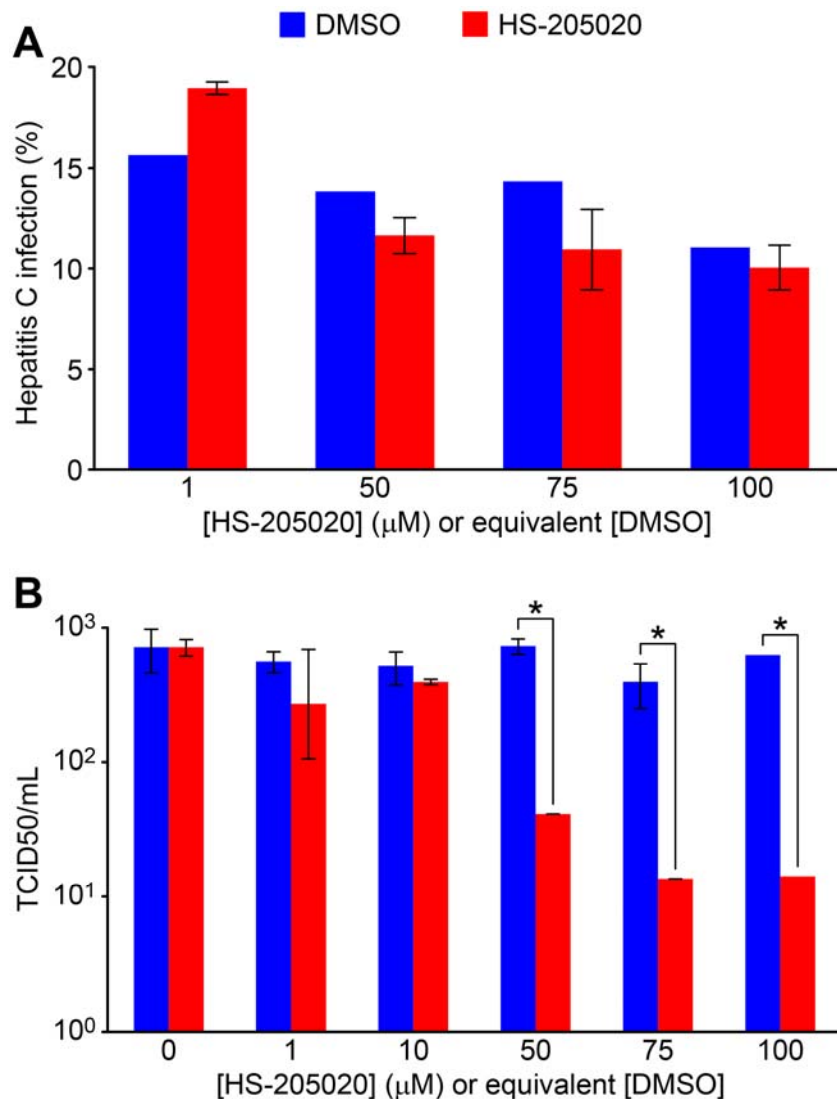 DMSO HS-205020
A
20
15
10
5
0
Hepatitis C infection (%)
1 50 75 100
[HS-205020] (μM) or equivalent [DMSO]
B
10³
10²
10¹
10⁰
TCID50/mL
* * *
0 1 10 50 75 100
[HS-205020] (μM) or equivalent [DMSO]